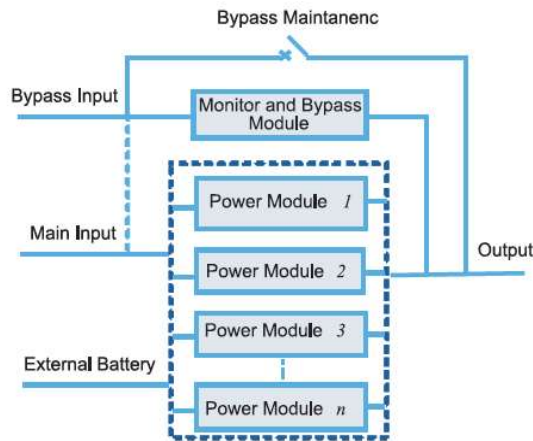 Bypass Maintanenc
Bypass Input
Monitor and Bypass
Module
Power Module 1
Main Input
Output
Power Module 2
Power Module 3
External Battery
Power Module n